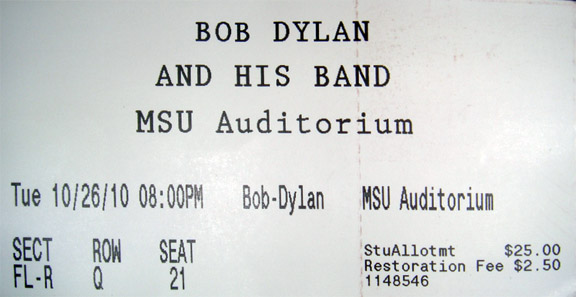 BOB DYLAN
AND HIS BAND
MSU Auditorium
Tue 10/26/10 08:00PM Bob-Dylan MSU Auditorium
SECT ROW SEAT StuAllotmt $25.00
FL-R Q 21 Restoration Fee $2.50
1148546